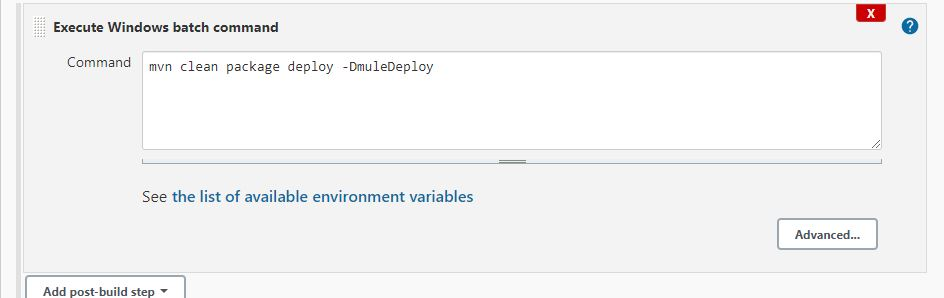 X
Execute Windows batch command
?
Command
mvn clean package deploy -DmuleDeploy
See the list of available environment variables
Advanced...
Add post-build step